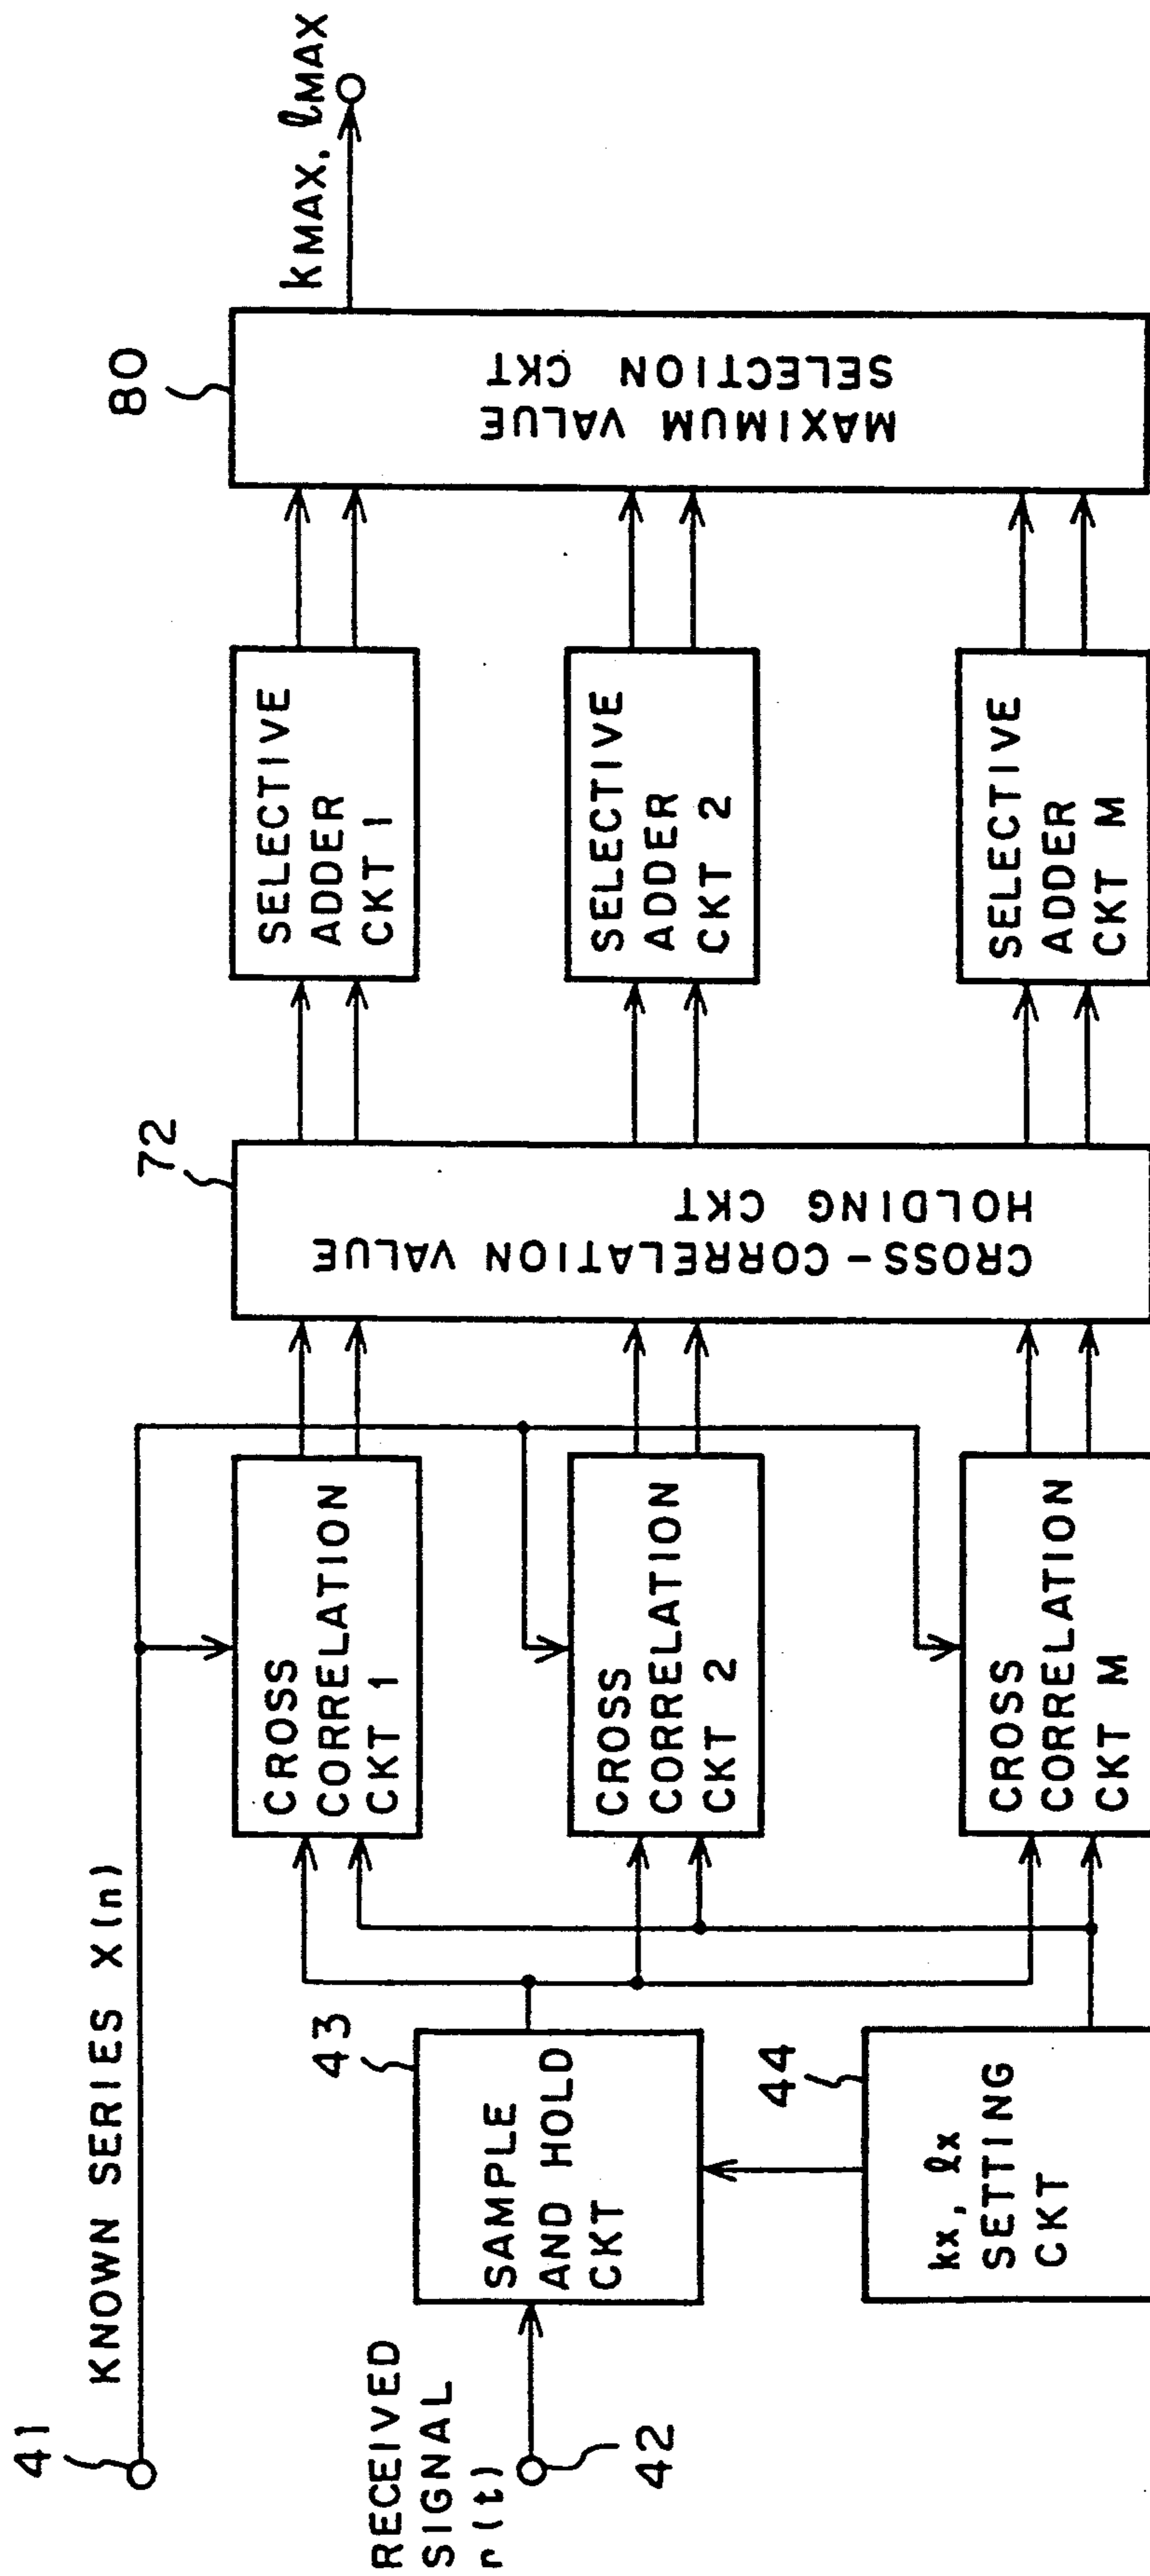 41
KNOWN SERIES X(n)
RECEIVED
SIGNAL
r(t)
42
43
SAMPLE
AND HOLD
CKT
44
kx, ℓx
SETTING
CKT
CROSS
CORRELATION
CKT 1
CROSS
CORRELATION
CKT 2
CROSS
CORRELATION
CKT M
72
CROSS-CORRELATION VALUE
HOLDING CKT
SELECTIVE
ADDER
CKT 1
SELECTIVE
ADDER
CKT 2
SELECTIVE
ADDER
CKT M
80
MAXIMUM VALUE
SELECTION CKT
kMAX, ℓMAX